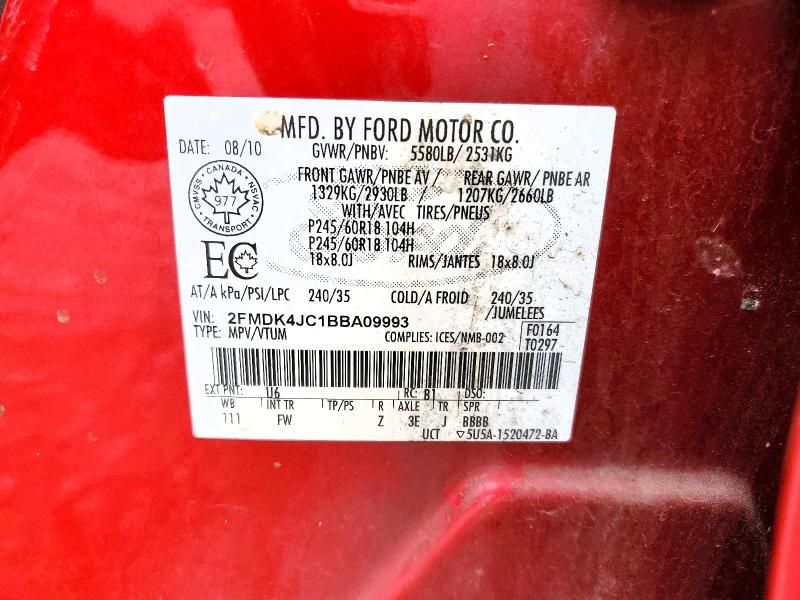 MFD. BY FORD MOTOR CO.
DATE: 08/10 GVWR/PNBV: 5580LB/ 2531KG
FRONT GAWR/PNBE AV / REAR GAWR/ PNBE AR
1329KG/2930LB / 1207KG/2660LB
CMVSS · CANADA · NSVAC
977
TRANSPORT
WITH/AVEC TIRES/PNEUS
P245/60R18 104H
P245/60R18 104H
EC
18x8.0J RIMS/JANTES 18x8.0J
AT/A kPa/PSI/LPC 240/35 COLD/A FROID 240/35
/JUMELEES
VIN: 2FMDK4JC1BBA09993
TYPE: MPV/VTUM COMPLIES: ICES/NMB-002
F0164
T0297
EXT PNT: U6 RC: B1 DSO:
WB INT TR TP/PS R AXLE TR SPR
111 FW Z 3E J BBBB
UCT ▽5U5A-1520472-BA